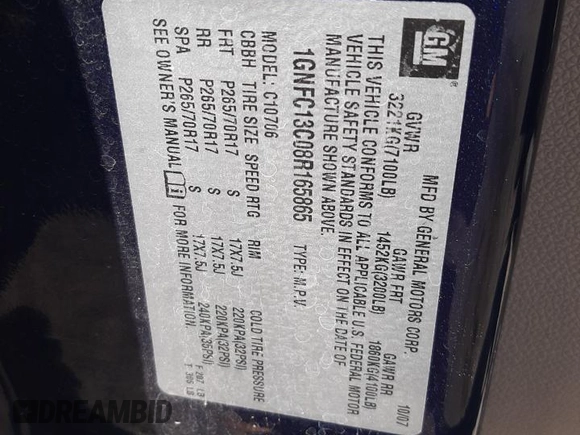 GM
MFD BY GENERAL MOTORS CORP 10/07
GVWR GAWR FRT GAWR RR
3221KG(7100LB) 1452KG(3200LB) 1860KG(4100LB)
THIS VEHICLE CONFORMS TO ALL APPLICABLE U.S. FEDERAL MOTOR
VEHICLE SAFETY STANDARDS IN EFFECT ON THE DATE OF
MANUFACTURE SHOWN ABOVE.
1GNFC13C08R165865 TYPE: M.P.V.
MODEL: C10706
CBBH TIRE SIZE SPEED RTG RIM COLD TIRE PRESSURE
FRT P265/70R17 S 17X7.5J 220KPA(32PSI)
RR P265/70R17 S 17X7.5J 220KPA(32PSI)
SPA P265/70R17 S 17X7.5J 240KPA(35PSI)
SEE OWNER'S MANUAL FOR MORE INFORMATION.
DREAMBID